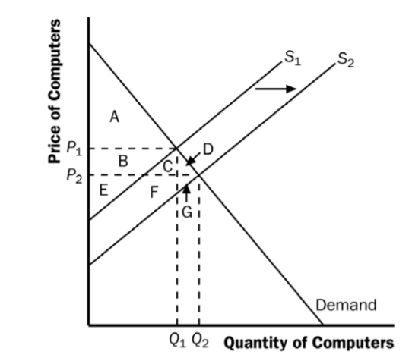 Price of Computers
S1
S2
A
P1
D
B
C
P2
E
F
G
Demand
Q1 Q2 Quantity of Computers